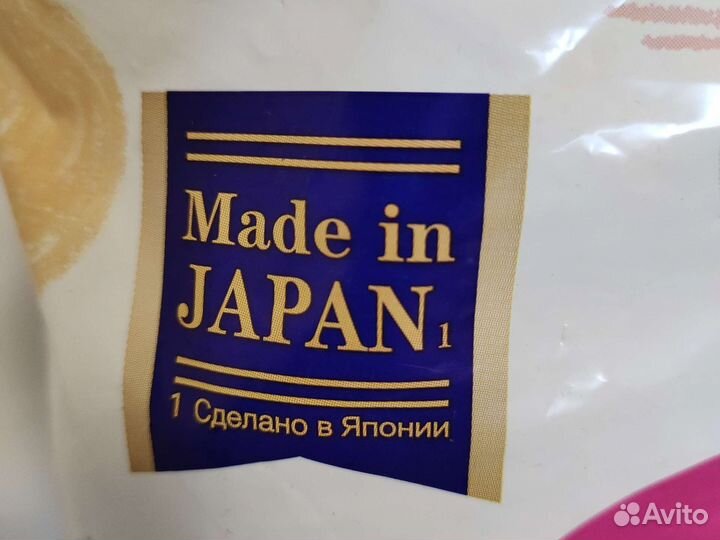 Made in
JAPAN1
1 Сделано в Японии
Avito